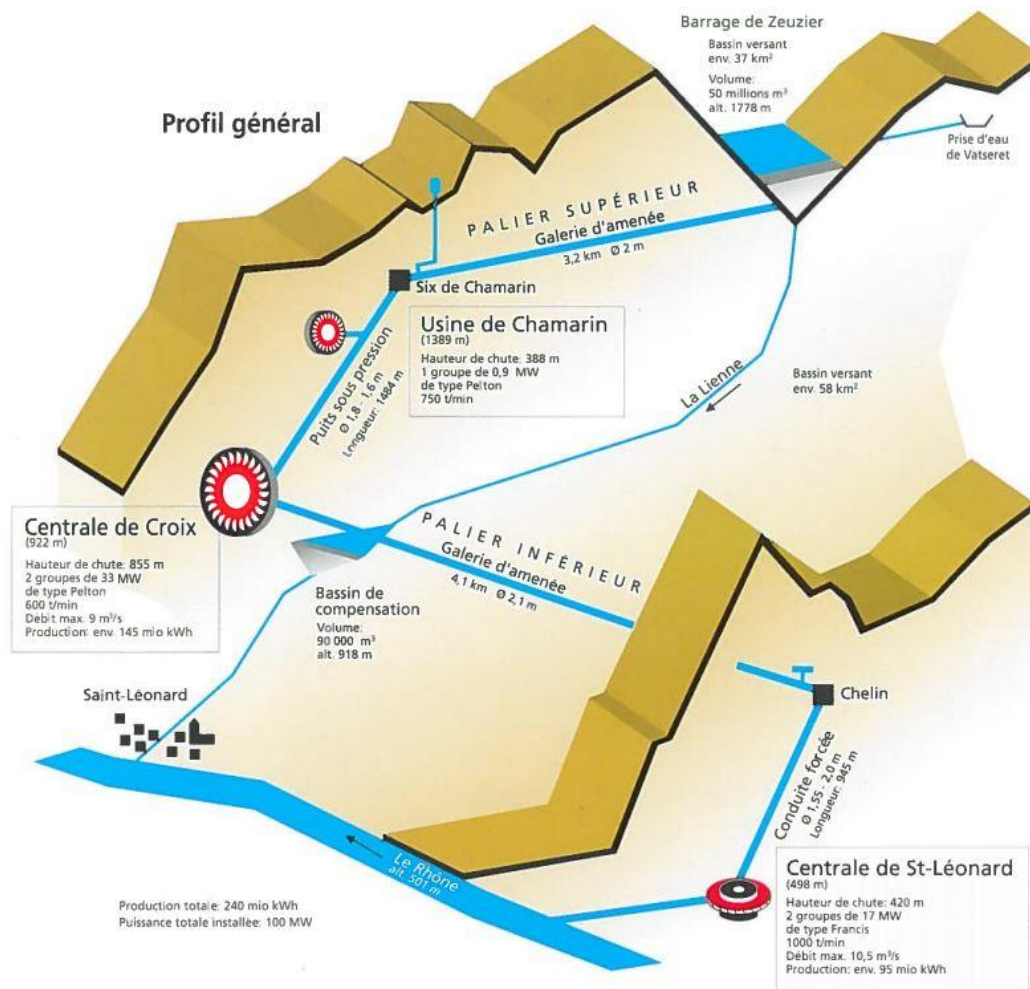 Profil général
Barrage de Zeuzier
Bassin versant
env. 37 km²
Volume:
50 millions m³
alt. 1778 m
Prise d'eau
de Vatseret
PALIER SUPÉRIEUR
Galerie d'amenée
3,2 km Ø 2 m
Six de Chamarin
Usine de Chamarin
(1389 m)
Hauteur de chute: 388 m
1 groupe de 0,9 MW
de type Pelton
750 t/min
Puits sous pression
Ø 1,8 - 1,6 m
Longueur: 1484 m
La Lienne
Bassin versant
env. 58 km²
Centrale de Croix
(922 m)
Hauteur de chute: 855 m
2 groupes de 33 MW
de type Pelton
600 t/min
Débit max. 9 m³/s
Production: env. 145 mio kWh
PALIER INFÉRIEUR
Galerie d'amenée
4,1 km Ø 2,1 m
Bassin de
compensation
Volume:
90 000 m³
alt. 918 m
Saint-Léonard
Chelin
Conduite forcée
Ø 1,55 - 2,0 m
Longueur: 945 m
Le Rhône
alt. 501 m
Centrale de St-Léonard
(498 m)
Hauteur de chute: 420 m
2 groupes de 17 MW
de type Francis
1000 t/min
Débit max. 10,5 m³/s
Production: env. 95 mio kWh
Production totale: 240 mio kWh
Puissance totale installée: 100 MW